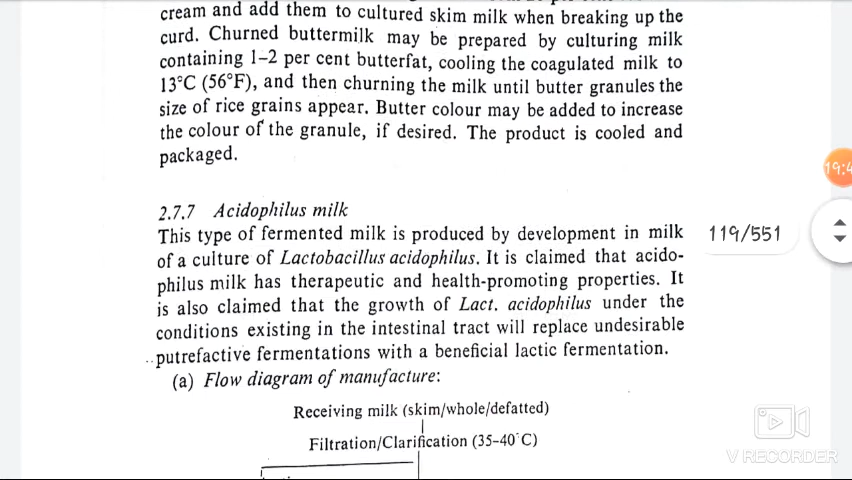 cream and add them to cultured skim milk when breaking up the
curd. Churned buttermilk may be prepared by culturing milk
containing 1–2 per cent butterfat, cooling the coagulated milk to
13°C (56°F), and then churning the milk until butter granules the
size of rice grains appear. Butter colour may be added to increase
the colour of the granule, if desired. The product is cooled and
packaged.
2.7.7 Acidophilus milk
This type of fermented milk is produced by development in milk
of a culture of Lactobacillus acidophilus. It is claimed that acido-
philus milk has therapeutic and health-promoting properties. It
is also claimed that the growth of Lact. acidophilus under the
conditions existing in the intestinal tract will replace undesirable
putrefactive fermentations with a beneficial lactic fermentation.
(a) Flow diagram of manufacture:
Receiving milk (skim/whole/defatted)
Filtration/Clarification (35–40°C)
119/551
19:4
V RECORDER